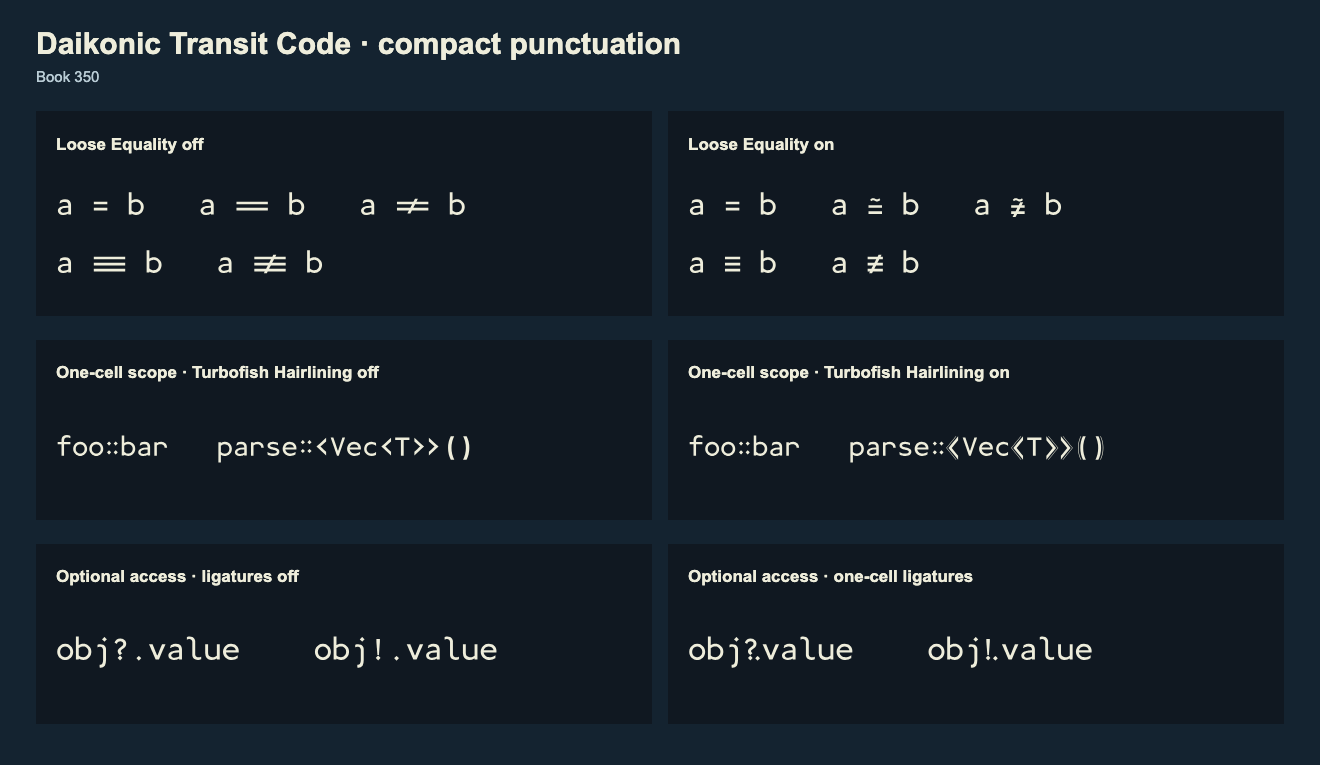 Daikonic Transit Code · compact punctuation
Book 350
Loose Equality off
a = b a == b a != b
a === b a !== b
Loose Equality on
a = b a ≅ b a ≆ b
a ≡ b a ≢ b
One-cell scope · Turbofish Hairlining off
foo::bar parse::<Vec<T>>()
One-cell scope · Turbofish Hairlining on
foo::bar parse::<Vec<T>>()
Optional access · ligatures off
obj?.value obj!.value
Optional access · one-cell ligatures
obj?.value obj!.value